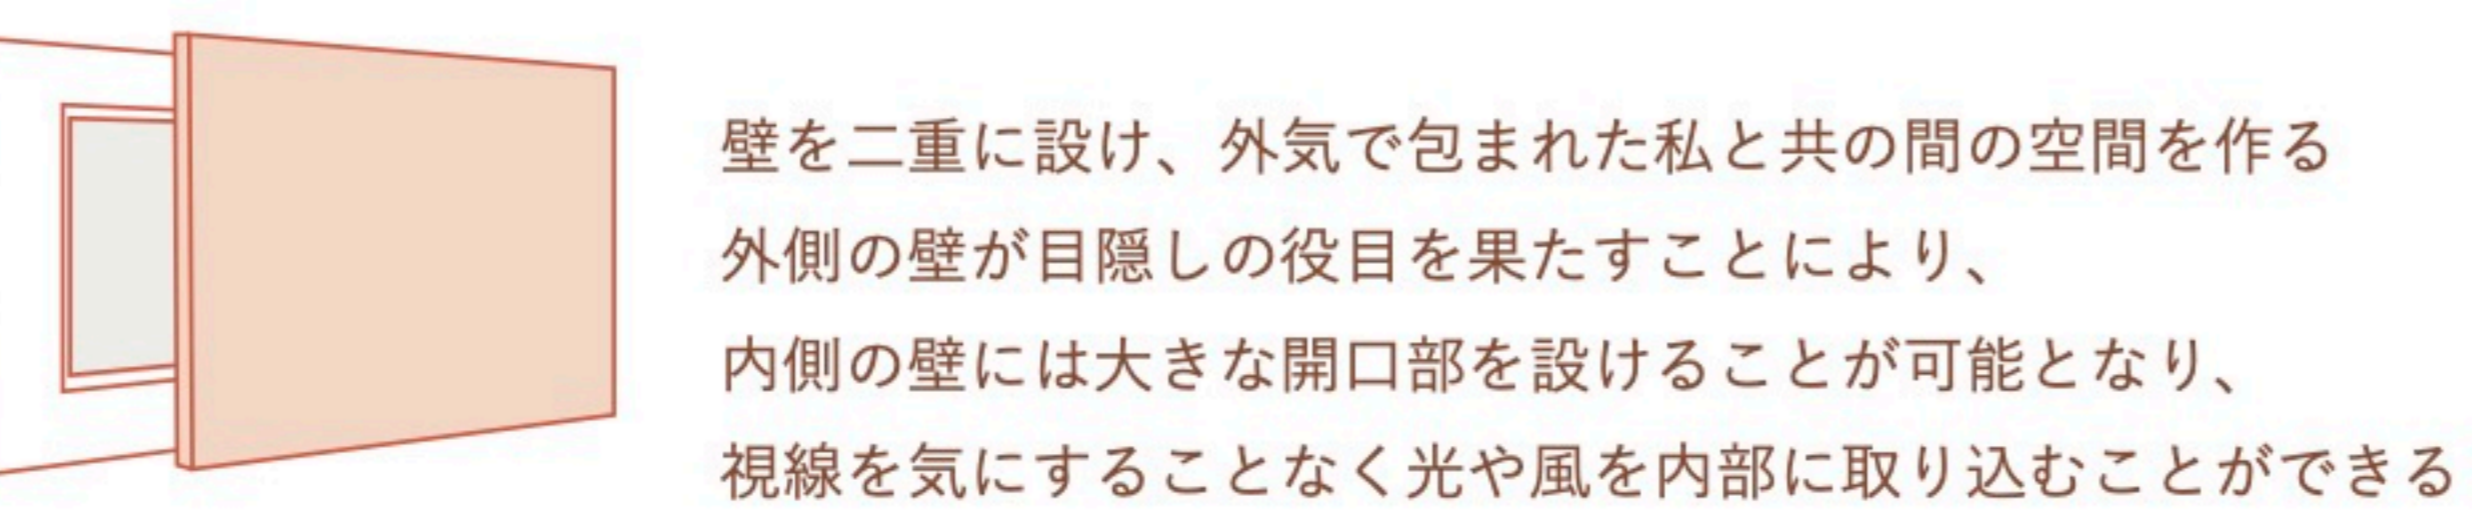 壁を二重に設け、外気で包まれた私と共の間の空間を作る
外側の壁が目隠しの役目を果たすことにより、
内側の壁には大きな開口部を設けることが可能となり、
視線を気にすることなく光や風を内部に取り込むことができる